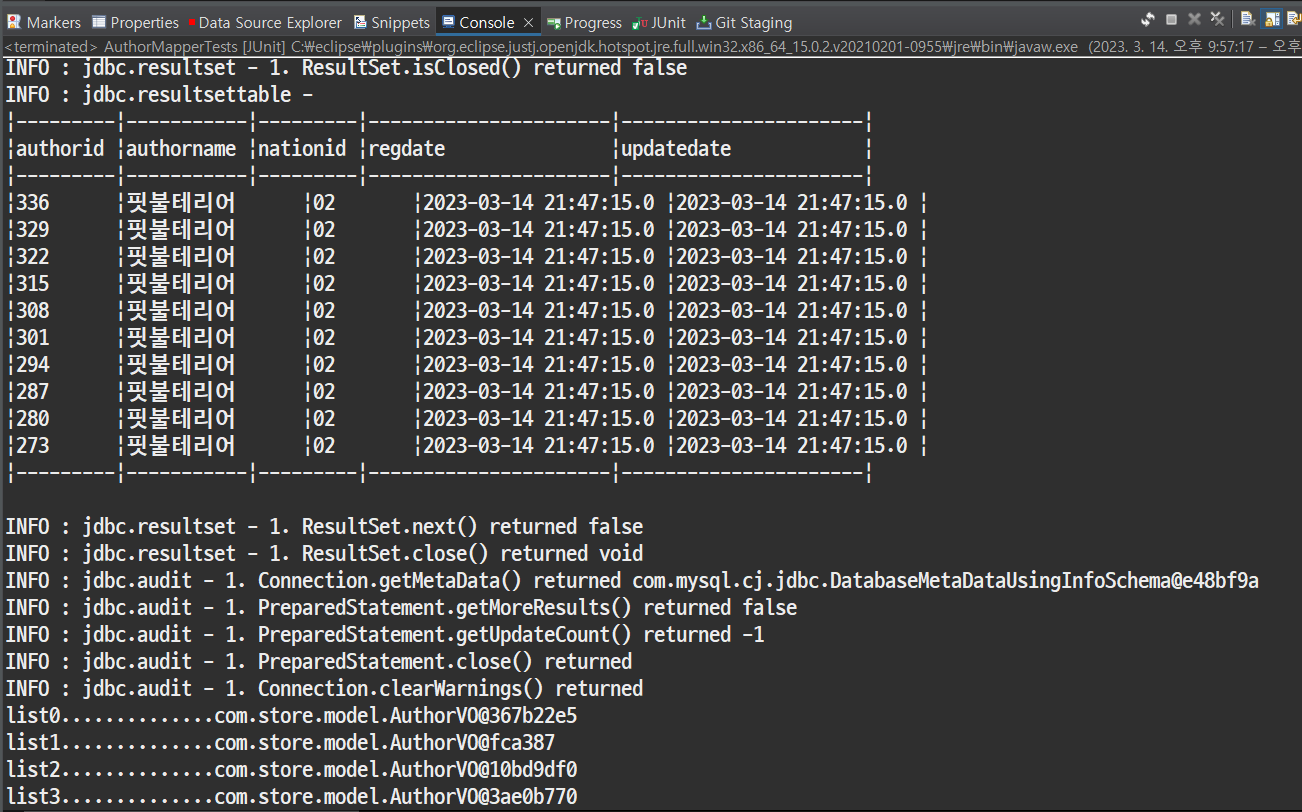 Markers Properties Data Source Explorer Snippets Console Progress JUnit Git Staging
<terminated> AuthorMapperTests [JUnit] C:₩eclipse₩plugins₩org.eclipse.justj.openjdk.hotspot.jre.full.win32.x86_64_15.0.2.v20210201-0955₩jre₩bin₩javaw.exe (2023. 3. 14. 오후 9:57:17 – 오후
INFO : jdbc.resultset - 1. ResultSet.isClosed() returned false
INFO : jdbc.resultsettable -
|---------|-----------|---------|----------------------|----------------------|
|authorid |authorname |nationid |regdate |updatedate |
|---------|-----------|---------|----------------------|----------------------|
|336 |핏불테리어 |02 |2023-03-14 21:47:15.0 |2023-03-14 21:47:15.0 |
|329 |핏불테리어 |02 |2023-03-14 21:47:15.0 |2023-03-14 21:47:15.0 |
|322 |핏불테리어 |02 |2023-03-14 21:47:15.0 |2023-03-14 21:47:15.0 |
|315 |핏불테리어 |02 |2023-03-14 21:47:15.0 |2023-03-14 21:47:15.0 |
|308 |핏불테리어 |02 |2023-03-14 21:47:15.0 |2023-03-14 21:47:15.0 |
|301 |핏불테리어 |02 |2023-03-14 21:47:15.0 |2023-03-14 21:47:15.0 |
|294 |핏불테리어 |02 |2023-03-14 21:47:15.0 |2023-03-14 21:47:15.0 |
|287 |핏불테리어 |02 |2023-03-14 21:47:15.0 |2023-03-14 21:47:15.0 |
|280 |핏불테리어 |02 |2023-03-14 21:47:15.0 |2023-03-14 21:47:15.0 |
|273 |핏불테리어 |02 |2023-03-14 21:47:15.0 |2023-03-14 21:47:15.0 |
|---------|-----------|---------|----------------------|----------------------|
INFO : jdbc.resultset - 1. ResultSet.next() returned false
INFO : jdbc.resultset - 1. ResultSet.close() returned void
INFO : jdbc.audit - 1. Connection.getMetaData() returned com.mysql.cj.jdbc.DatabaseMetaDataUsingInfoSchema@e48bf9a
INFO : jdbc.audit - 1. PreparedStatement.getMoreResults() returned false
INFO : jdbc.audit - 1. PreparedStatement.getUpdateCount() returned -1
INFO : jdbc.audit - 1. PreparedStatement.close() returned
INFO : jdbc.audit - 1. Connection.clearWarnings() returned
list0..............com.store.model.AuthorVO@367b22e5
list1..............com.store.model.AuthorVO@fca387
list2..............com.store.model.AuthorVO@10bd9df0
list3..............com.store.model.AuthorVO@3ae0b770